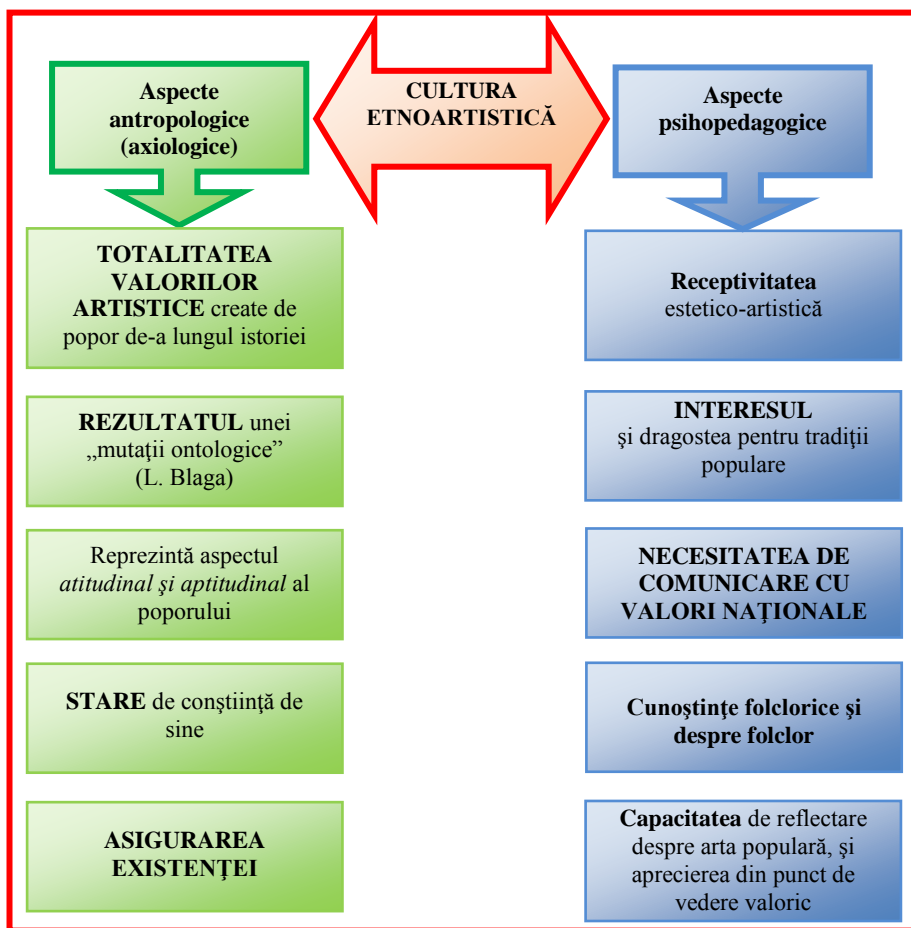 CULTURA
ETNOARTISTICĂ
Aspecte
antropologice
(axiologice)
TOTALITATEA
VALORILOR
ARTISTICE create de
popor de-a lungul istoriei
REZULTATUL unei
„mutaţii ontologice”
(L. Blaga)
Reprezintă aspectul
atitudinal şi aptitudinal al
poporului
STARE de conştiinţă de
sine
ASIGURAREA
EXISTENŢEI
Aspecte
psihopedagogice
Receptivitatea
estetico-artistică
INTERESUL
şi dragostea pentru tradiţii
populare
NECESITATEA DE
COMUNICARE CU
VALORI NAŢIONALE
Cunoştinţe folclorice şi
despre folclor
Capacitatea de reflectare
despre arta populară, şi
aprecierea din punct de
vedere valoric